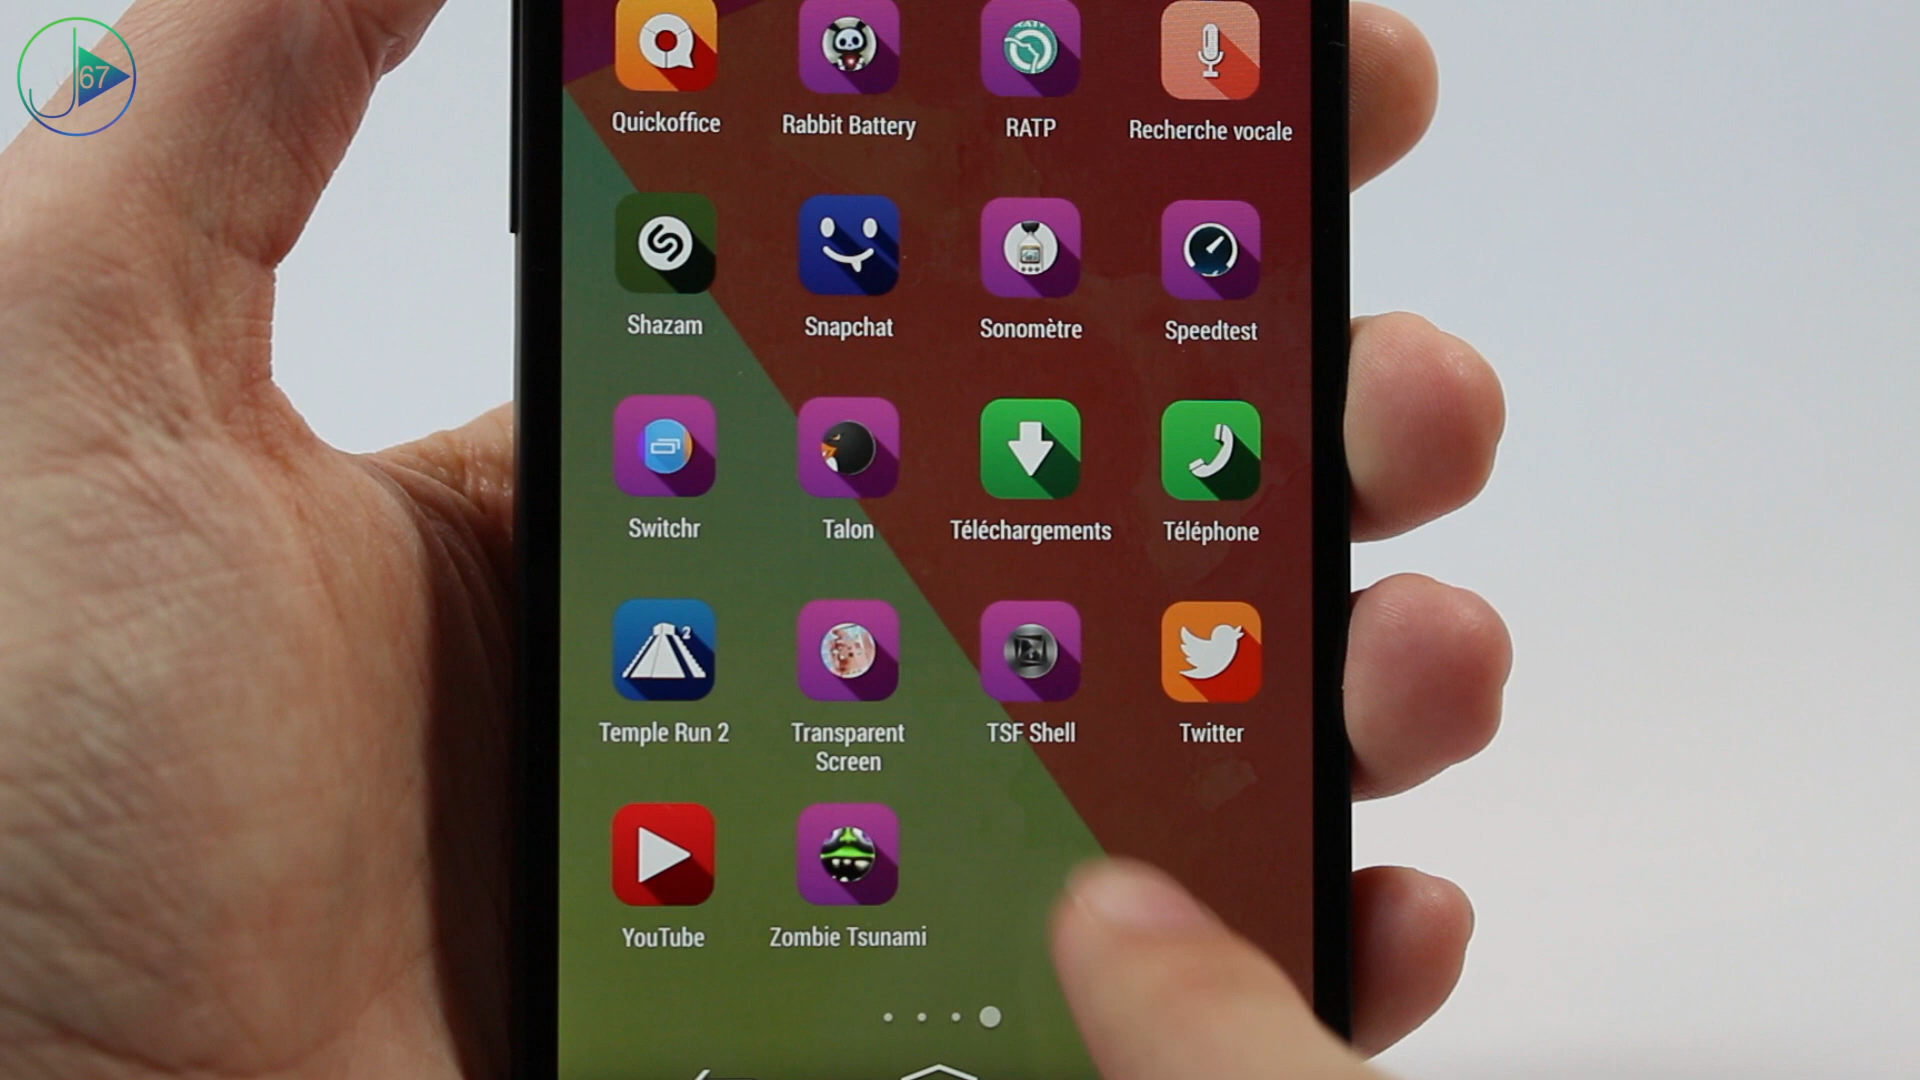 67
Quickoffice
Rabbit Battery
RATP
Recherche vocale
Shazam
Snapchat
Sonomètre
Speedtest
Switchr
Talon
Téléchargements
Téléphone
2
Temple Run 2
Transparent
Screen
TSF Shell
Twitter
YouTube
Zombie Tsunami